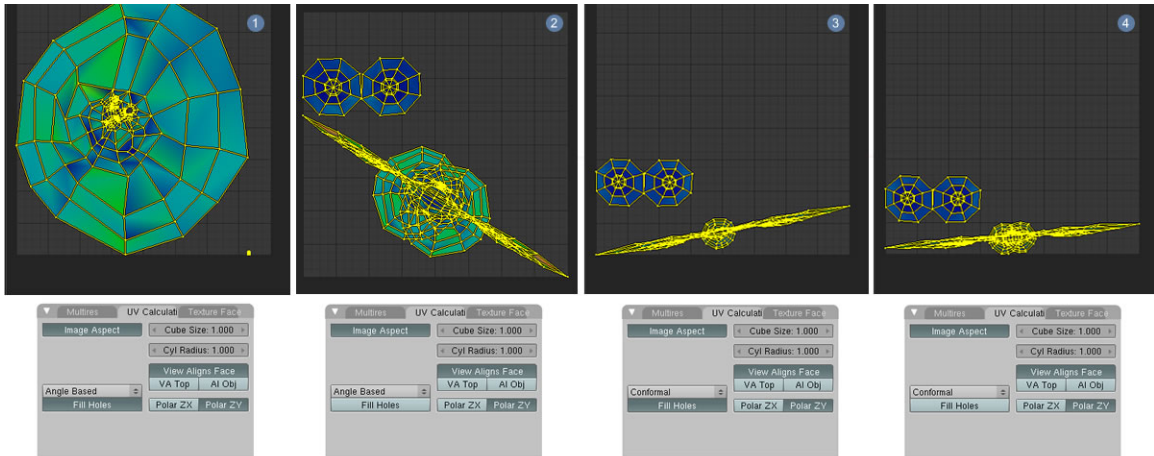 1
2
3
4
Multires UV Calculati Texture Face
Image Aspect Cube Size: 1.000
Cyl Radius: 1.000
View Aligns Face
VA Top Al Obj
Angle Based
Fill Holes Polar ZX Polar ZY
Multires UV Calculati Texture Face
Image Aspect Cube Size: 1.000
Cyl Radius: 1.000
View Aligns Face
VA Top Al Obj
Angle Based
Fill Holes Polar ZX Polar ZY
Multires UV Calculati Texture Face
Image Aspect Cube Size: 1.000
Cyl Radius: 1.000
View Aligns Face
VA Top Al Obj
Conformal
Fill Holes Polar ZX Polar ZY
Multires UV Calculati Texture Face
Image Aspect Cube Size: 1.000
Cyl Radius: 1.000
View Aligns Face
VA Top Al Obj
Conformal
Fill Holes Polar ZX Polar ZY